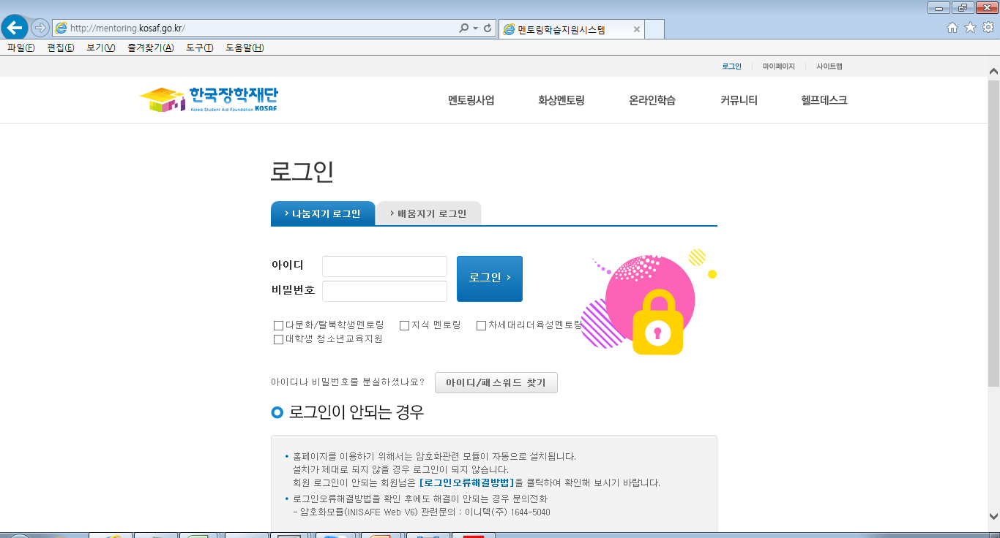 http://mentoring.kosaf.go.kr/
멘토링학습지원시스템
파일(F) 편집(E) 보기(V) 즐겨찾기(A) 도구(T) 도움말(H)
로그인 마이페이지 사이트맵
한국장학재단
Korea Student Aid Foundation KOSAF
멘토링사업 화상멘토링 온라인학습 커뮤니티 헬프데스크
로그인
나눔지기 로그인 배움지기 로그인
아이디
비밀번호
로그인
다문화/탈북학생멘토링 지식 멘토링 차세대리더육성멘토링
대학생 청소년교육지원
아이디나 비밀번호를 분실하셨나요? 아이디/패스워드 찾기
로그인이 안되는 경우
• 홈페이지를 이용하기 위해서는 암호화관련 모듈이 자동으로 설치됩니다.
설치가 제대로 되지 않을 경우 로그인이 되지 않습니다.
회원 로그인이 안되는 회원님은 [로그인오류해결방법]을 클릭하여 확인해 보시기 바랍니다.
• 로그인오류해결방법을 확인 후에도 해결이 안되는 경우 문의전화
- 암호화모듈(INISAFE Web V6) 관련문의 : 이니텍(주) 1644-5040